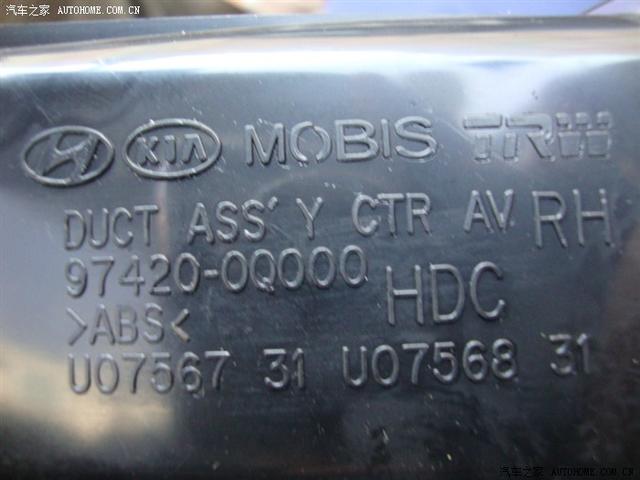 汽车之家 AUTOHOME.COM.CN
KIA MOBIS TRW
DUCT ASS'Y CTR AV RH
97420-0Q000 HDC
>ABS<
U07567 31 U07568 31
汽车之家 AUTOHOME.COM.CN